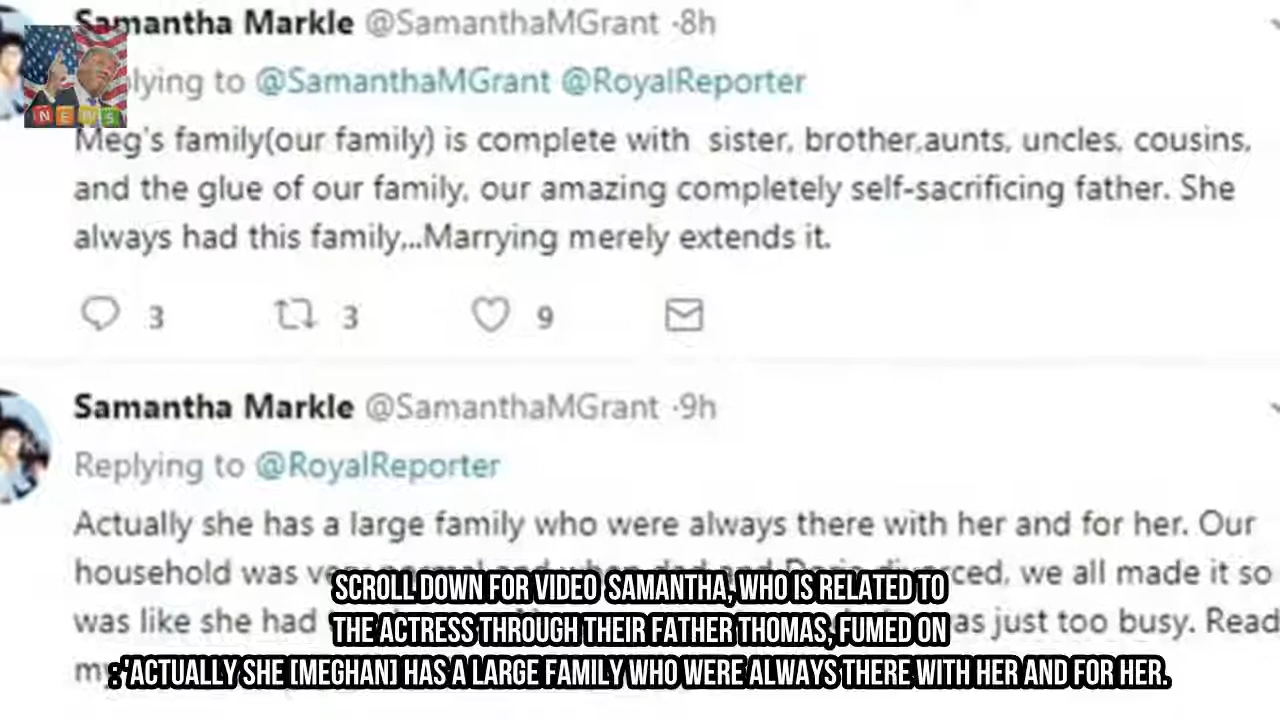 Samantha Markle @SamanthaMGrant ·8h
plying to @SamanthaMGrant @RoyalReporter
NEWS
Meg's family(our family) is complete with sister, brother,aunts, uncles, cousins,
and the glue of our family, our amazing completely self-sacrificing father. She
always had this family,..Marrying merely extends it.
3 3 9
Samantha Markle @SamanthaMGrant ·9h
Replying to @RoyalReporter
Actually she has a large family who were always there with her and for her. Our
household was we all made it so
was like she had was just too busy. Read
SCROLL DOWN FOR VIDEO SAMANTHA, WHO IS RELATED TO
THE ACTRESS THROUGH THEIR FATHER THOMAS, FUMED ON
: 'ACTUALLY SHE [MEGHAN] HAS A LARGE FAMILY WHO WERE ALWAYS THERE WITH HER AND FOR HER.